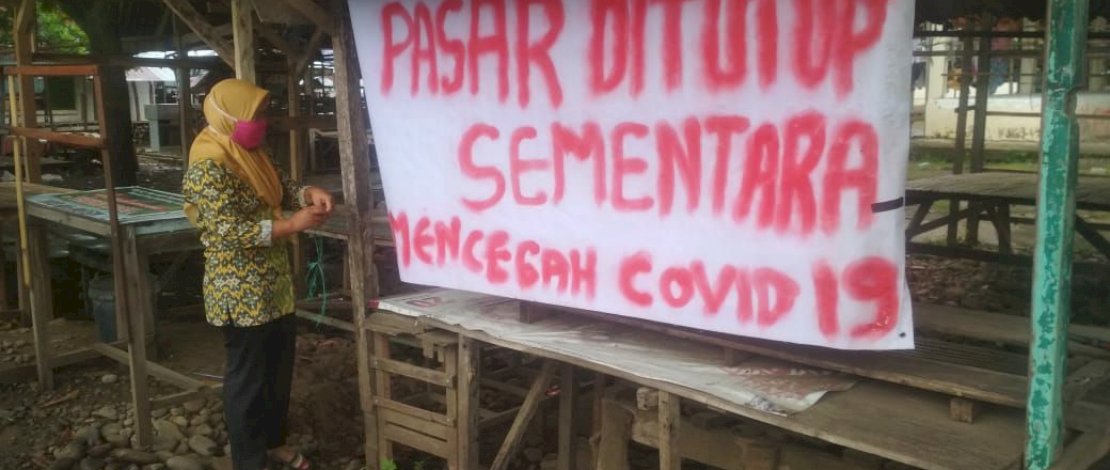 PASAR DITUTUP
SEMENTARA
MENCEGAH COVID 19